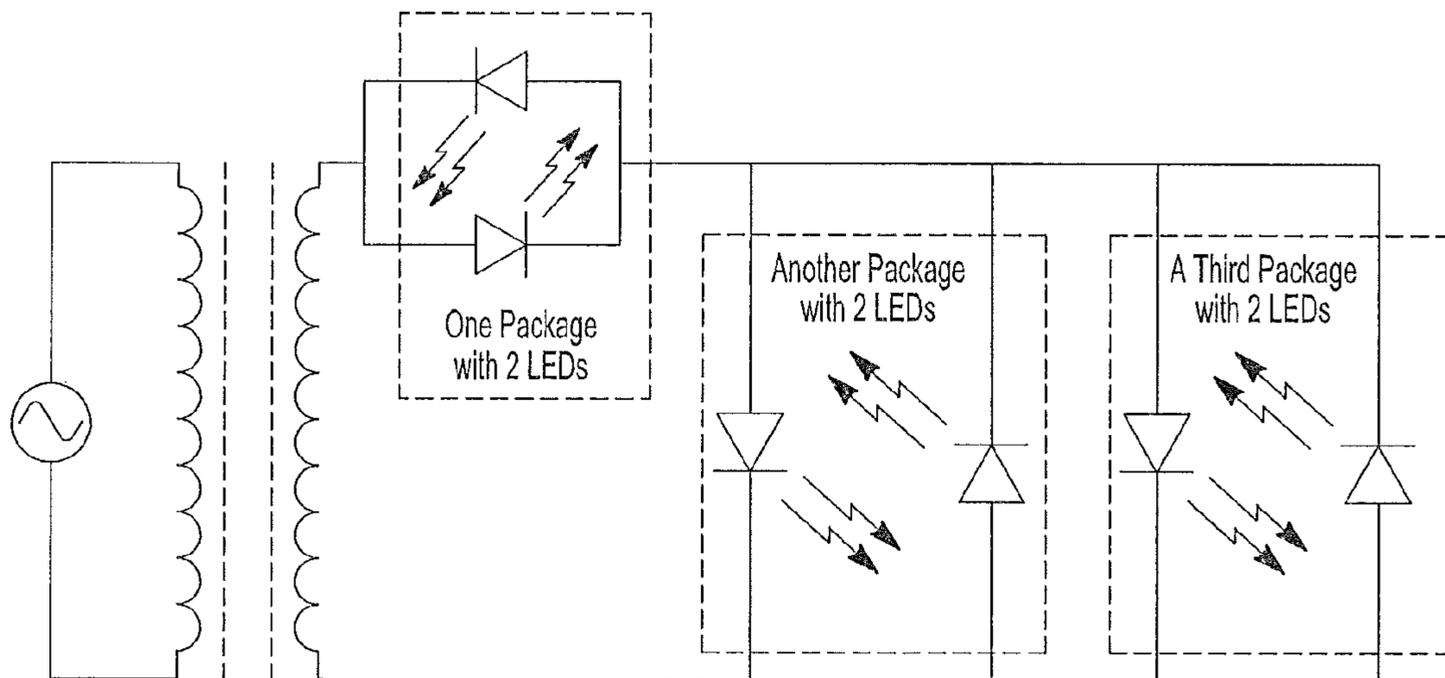 One Package
with 2 LEDs
Another Package
with 2 LEDs
A Third Package
with 2 LEDs